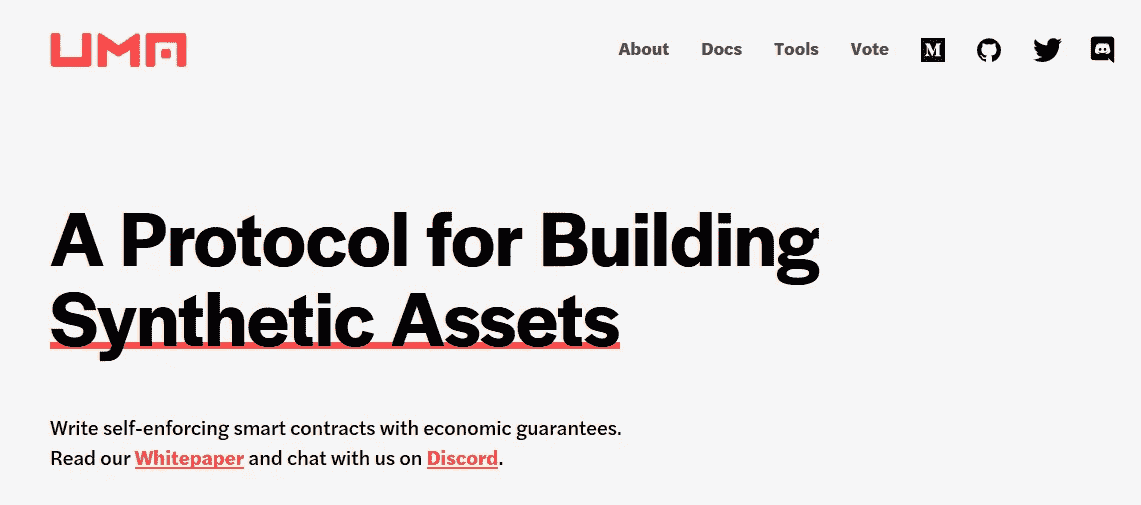 UMA
About Docs Tools Vote
A Protocol for Building
Synthetic Assets
Write self-enforcing smart contracts with economic guarantees.
Read our Whitepaper and chat with us on Discord.